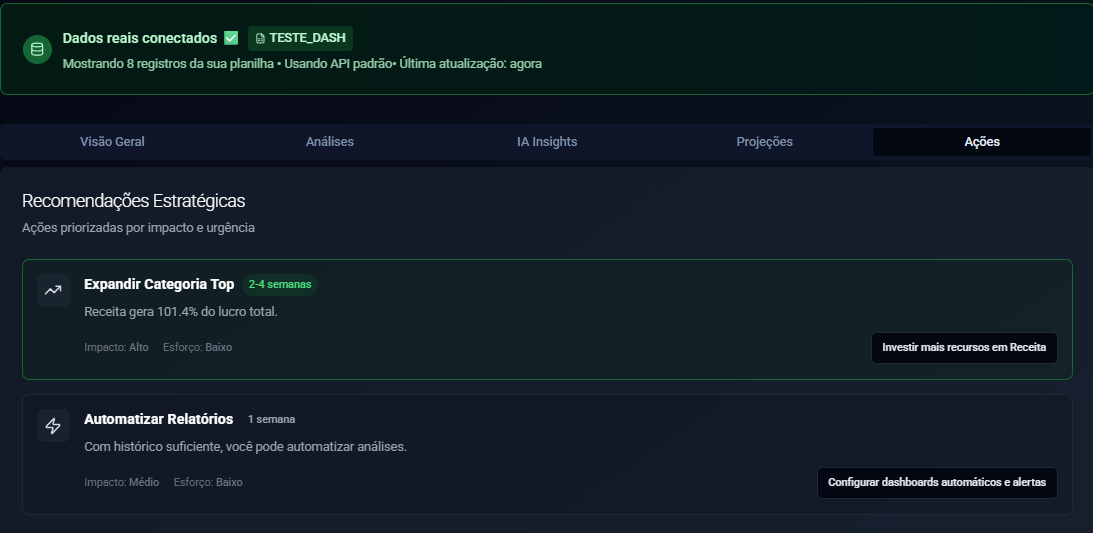 Dados reais conectados ✅ TESTE_DASH
Mostrando 8 registros da sua planilha • Usando API padrão• Última atualização: agora
Visão Geral
Análises
IA Insights
Projeções
Ações
Recomendações Estratégicas
Ações priorizadas por impacto e urgência
Expandir Categoria Top 2-4 semanas
Receita gera 101.4% do lucro total.
Impacto: Alto Esforço: Baixo
Investir mais recursos em Receita
Automatizar Relatórios 1 semana
Com histórico suficiente, você pode automatizar análises.
Impacto: Médio Esforço: Baixo
Configurar dashboards automáticos e alertas